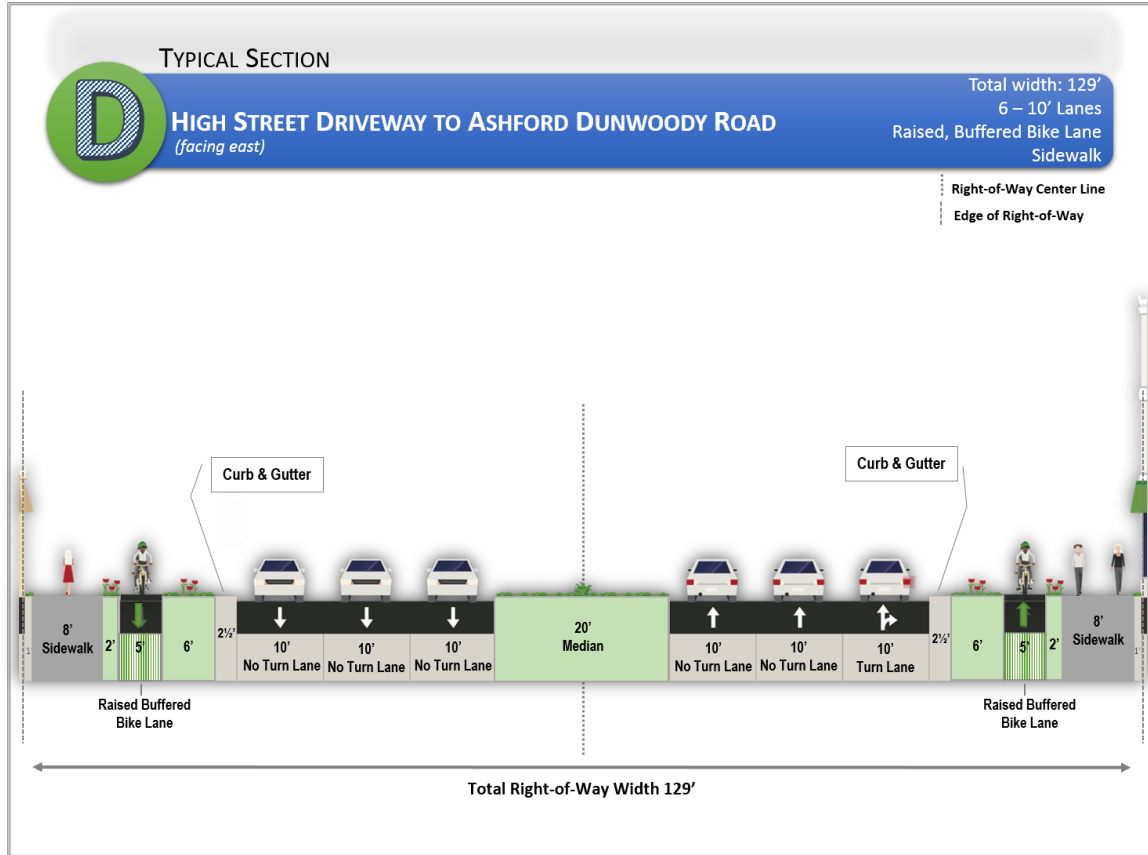 TYPICAL SECTION
D
HIGH STREET DRIVEWAY TO ASHFORD DUNWOODY ROAD
(facing east)
Total width: 129'
6 – 10' Lanes
Raised, Buffered Bike Lane
Sidewalk
Right-of-Way Center Line
Edge of Right-of-Way
Curb & Gutter
Curb & Gutter
1'
8'
Sidewalk
2'
5'
6'
2½'
10'
No Turn Lane
10'
No Turn Lane
10'
No Turn Lane
20'
Median
10'
No Turn Lane
10'
No Turn Lane
10'
Turn Lane
2½'
6'
5'
2'
8'
Sidewalk
1'
Raised Buffered
Bike Lane
Raised Buffered
Bike Lane
Total Right-of-Way Width 129'